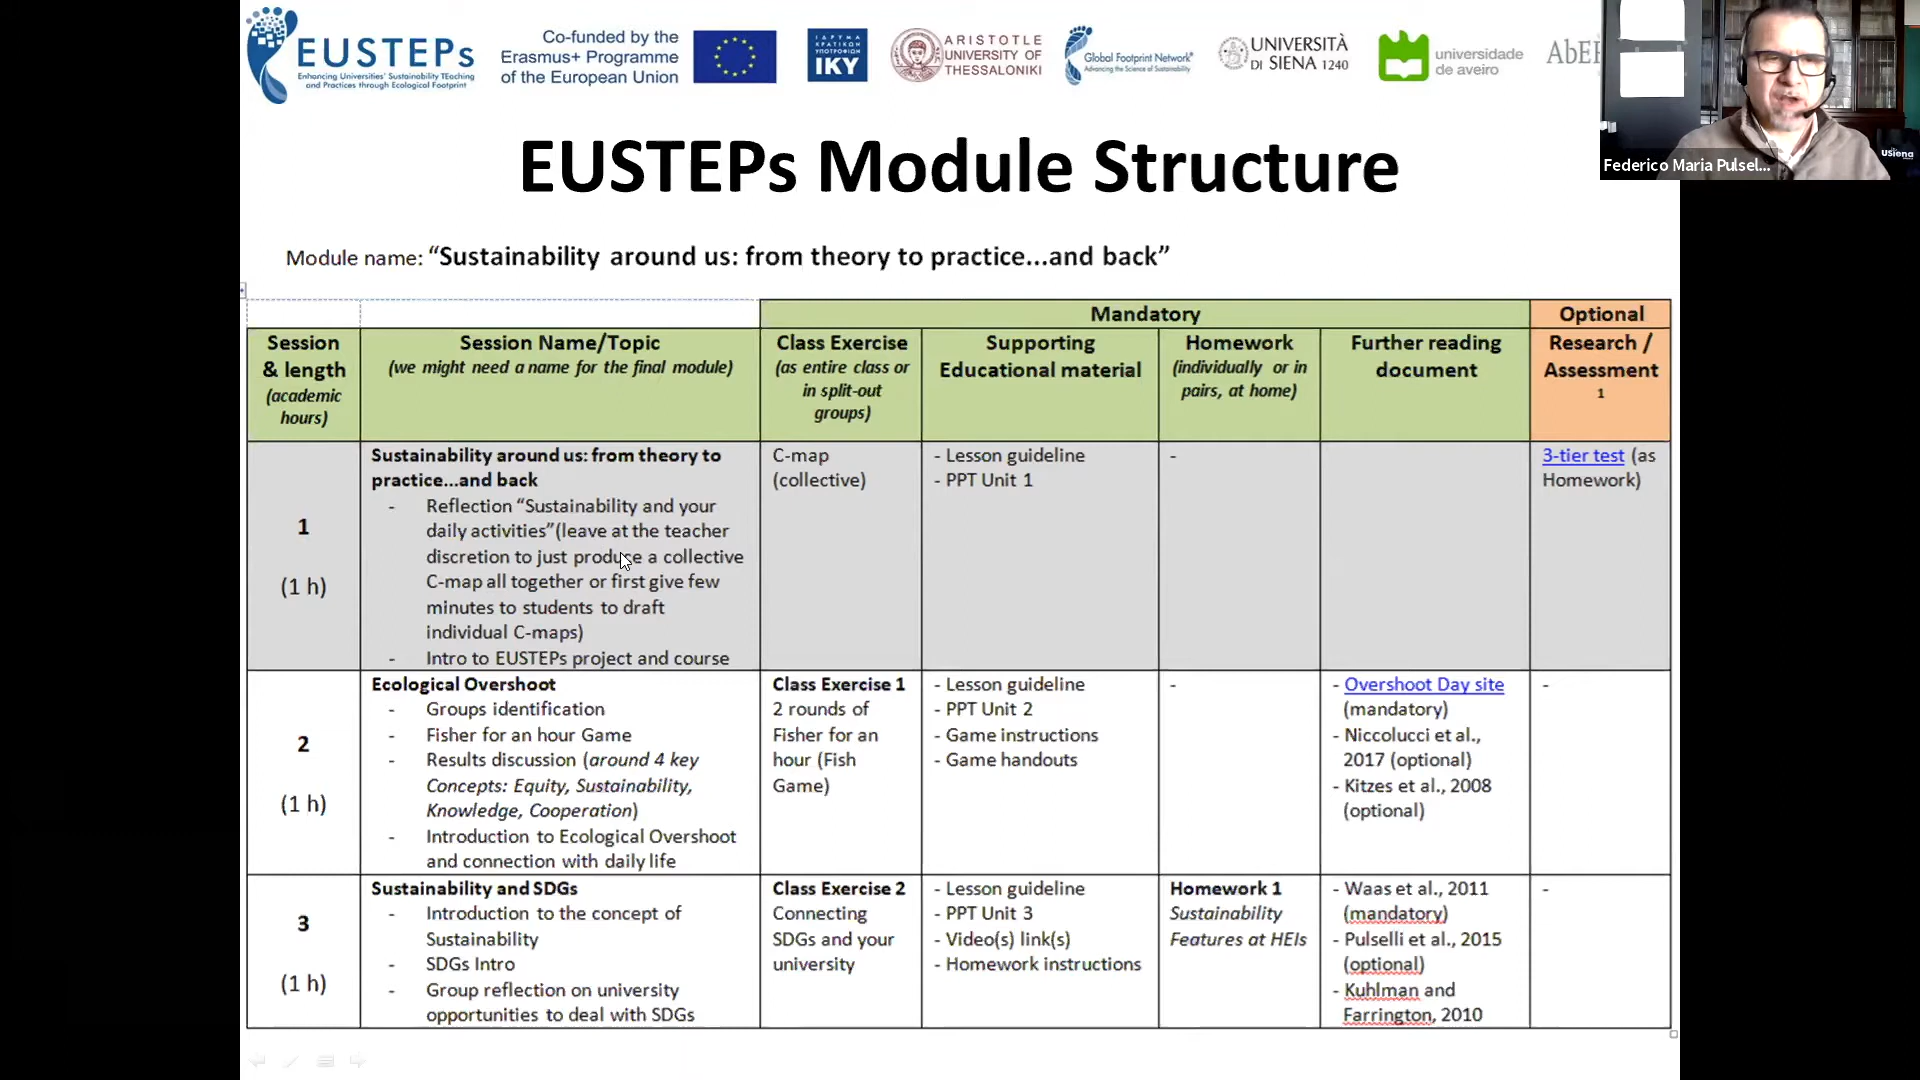 EUSTEPs
Enhancing Universities' Sustainability TEaching
and Practices through Ecological Footprint
Co-funded by the
Erasmus+ Programme
of the European Union
ΙΔΡΥΜΑ
ΚΡΑΤΙΚΩΝ
ΥΠΟΤΡΟΦΙΩΝ
IKY
ARISTOTLE
UNIVERSITY OF
THESSALONIKI
Global Footprint Network®
Advancing the Science of Sustainability
UNIVERSITÀ
DI SIENA 1240
universidade
de aveiro
USiena
Federico Maria Pulsel...
EUSTEPs Module Structure
Module name: “Sustainability around us: from theory to practice...and back”
Mandatory
Optional
Session
& length
(academic
hours)
Session Name/Topic
(we might need a name for the final module)
Class Exercise
(as entire class or
in split-out
groups)
Supporting
Educational material
Homework
(individually or in
pairs, at home)
Further reading
document
Research /
Assessment
1
1
(1 h)
Sustainability around us: from theory to
practice...and back
- Reflection “Sustainability and your
daily activities”(leave at the teacher
discretion to just produce a collective
C-map all together or first give few
minutes to students to draft
individual C-maps)
- Intro to EUSTEPs project and course
C-map
(collective)
- Lesson guideline
- PPT Unit 1
-
3-tier test (as
Homework)
2
(1 h)
Ecological Overshoot
- Groups identification
- Fisher for an hour Game
- Results discussion (around 4 key
Concepts: Equity, Sustainability,
Knowledge, Cooperation)
- Introduction to Ecological Overshoot
and connection with daily life
Class Exercise 1
2 rounds of
Fisher for an
hour (Fish
Game)
- Lesson guideline
- PPT Unit 2
- Game instructions
- Game handouts
-
- Overshoot Day site
(mandatory)
- Niccolucci et al.,
2017 (optional)
- Kitzes et al., 2008
(optional)
-
3
(1 h)
Sustainability and SDGs
- Introduction to the concept of
Sustainability
- SDGs Intro
- Group reflection on university
opportunities to deal with SDGs
Class Exercise 2
Connecting
SDGs and your
university
- Lesson guideline
- PPT Unit 3
- Video(s) link(s)
- Homework instructions
Homework 1
Sustainability
Features at HEIs
- Waas et al., 2011
(mandatory)
- Pulselli et al., 2015
(optional)
- Kuhlman and
Farrington, 2010
-